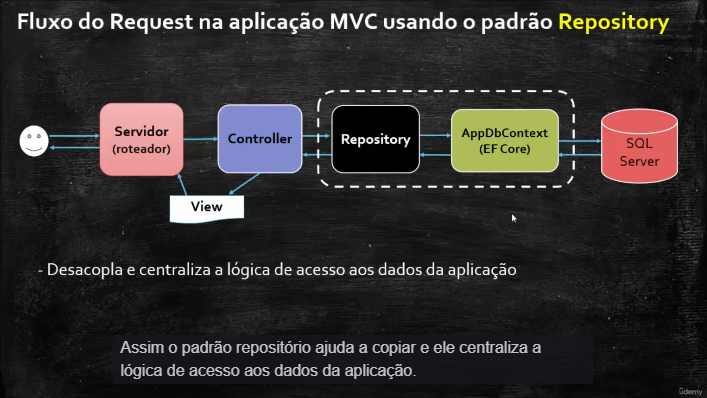 Fluxo do Request na aplicação MVC usando o padrão Repository
Servidor
(roteador)
Controller
Repository
AppDbContext
(EF Core)
SQL
Server
View
- Desacopla e centraliza a lógica de acesso aos dados da aplicação
Assim o padrão repositório ajuda a copiar e ele centraliza a
lógica de acesso aos dados da aplicação.
ûdemy